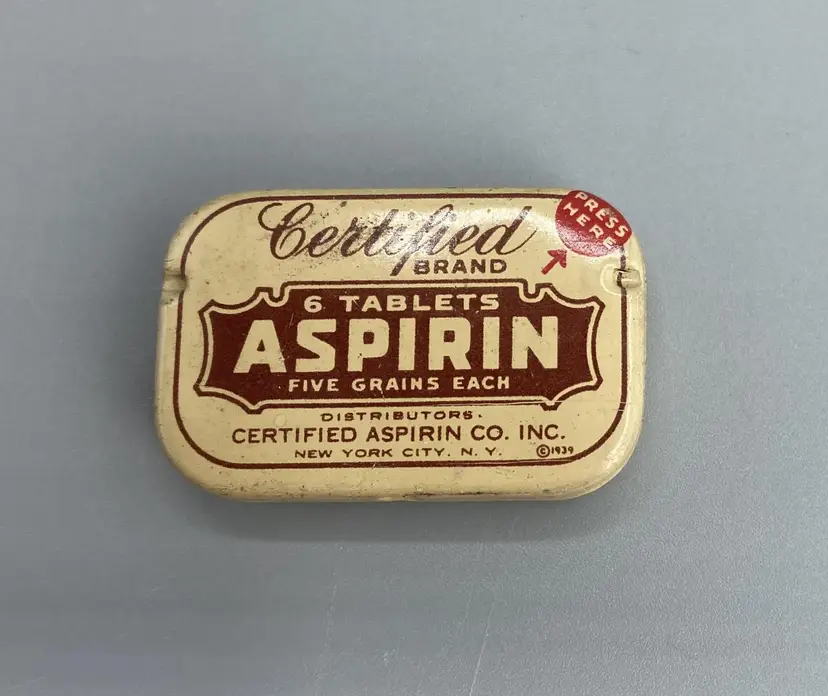 Certified
BRAND
PRESS
HERE
6 TABLETS
ASPIRIN
FIVE GRAINS EACH
DISTRIBUTORS.
CERTIFIED ASPIRIN CO. INC.
NEW YORK CITY. N. Y. ©1939